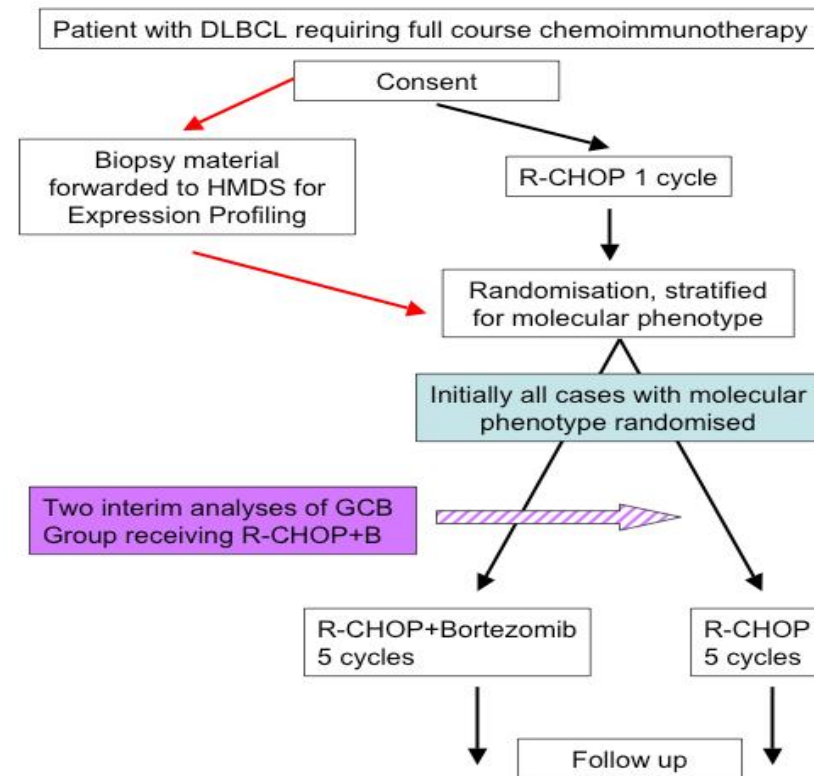 Patient with DLBCL requiring full course chemoimmunotherapy
Consent
Biopsy material
forwarded to HMDS for
Expression Profiling
R-CHOP 1 cycle
Randomisation, stratified
for molecular phenotype
Initially all cases with molecular
phenotype randomised
Two interim analyses of GCB
Group receiving R-CHOP+B
R-CHOP+Bortezomib
5 cycles
R-CHOP
5 cycles
Follow up